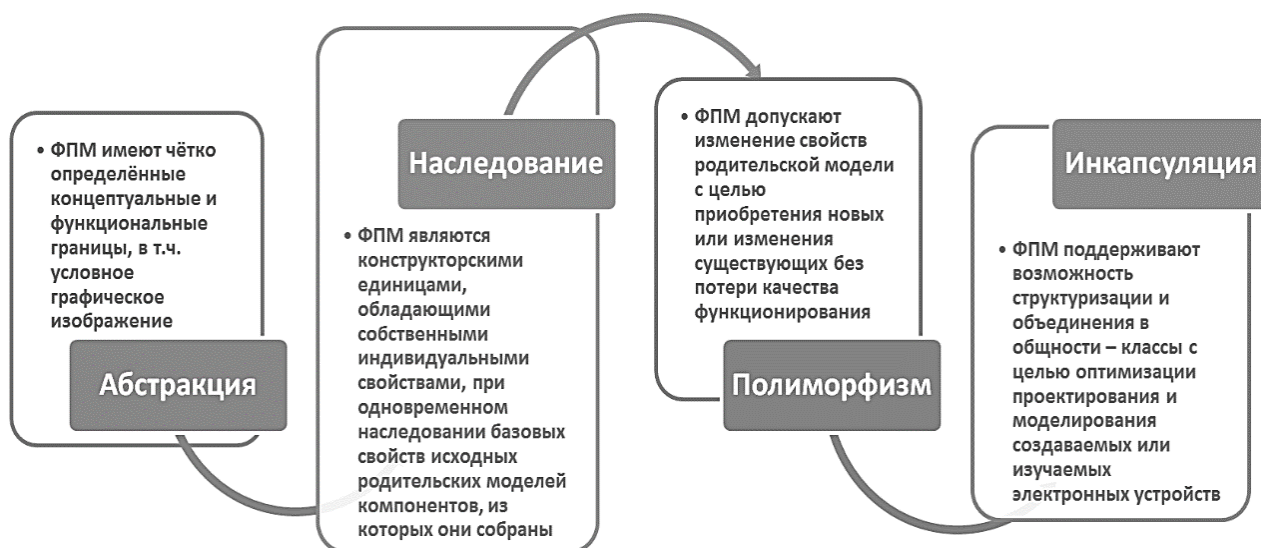 • ФПМ имеют чётко
определённые
концептуальные и
функциональные
границы, в т.ч.
условное
графическое
изображение
Абстракция
Наследование
• ФПМ являются
конструкторскими
единицами,
обладающими
собственными
индивидуальными
свойствами, при
одновременном
наследовании базовых
свойств исходных
родительских моделей
компонентов, из
которых они собраны
• ФПМ допускают
изменение свойств
родительской модели
с целью
приобретения новых
или изменения
существующих без
потери качества
функционирования
Полиморфизм
Инкапсуляция
• ФПМ поддерживают
возможность
структуризации и
объединения в
общности – классы с
целью оптимизации
проектирования и
моделирования
создаваемых или
изучаемых
электронных устройств